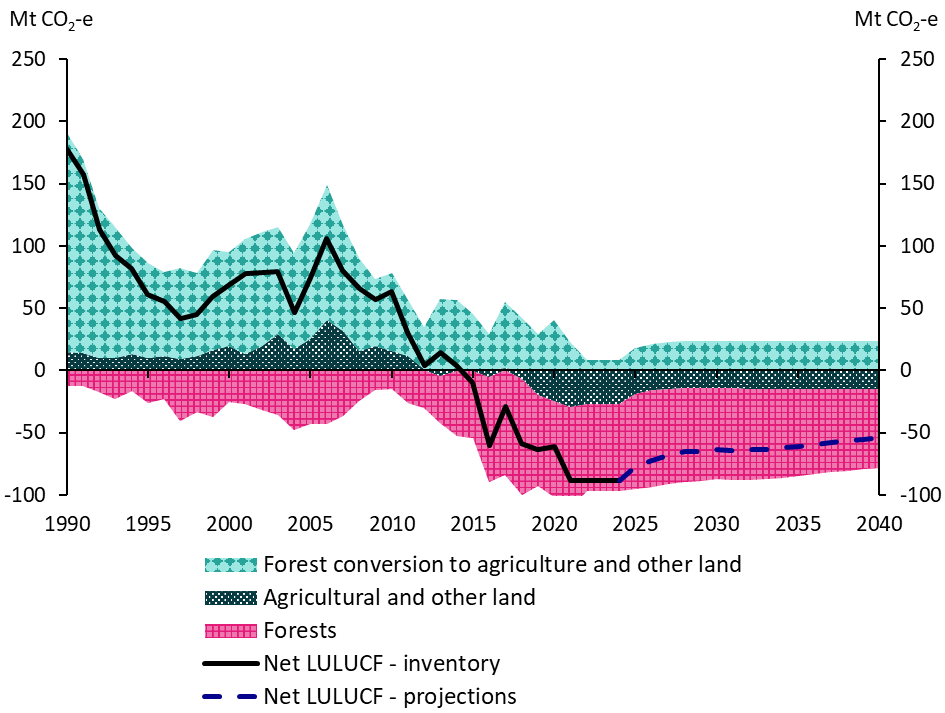 Mt CO₂-e Mt CO₂-e
250 250
200 200
150 150
100 100
50 50
0 0
-50 -50
-100 -100
1990 1995 2000 2005 2010 2015 2020 2025 2030 2035 2040
Forest conversion to agriculture and other land
Agricultural and other land
Forests
Net LULUCF - inventory
Net LULUCF - projections